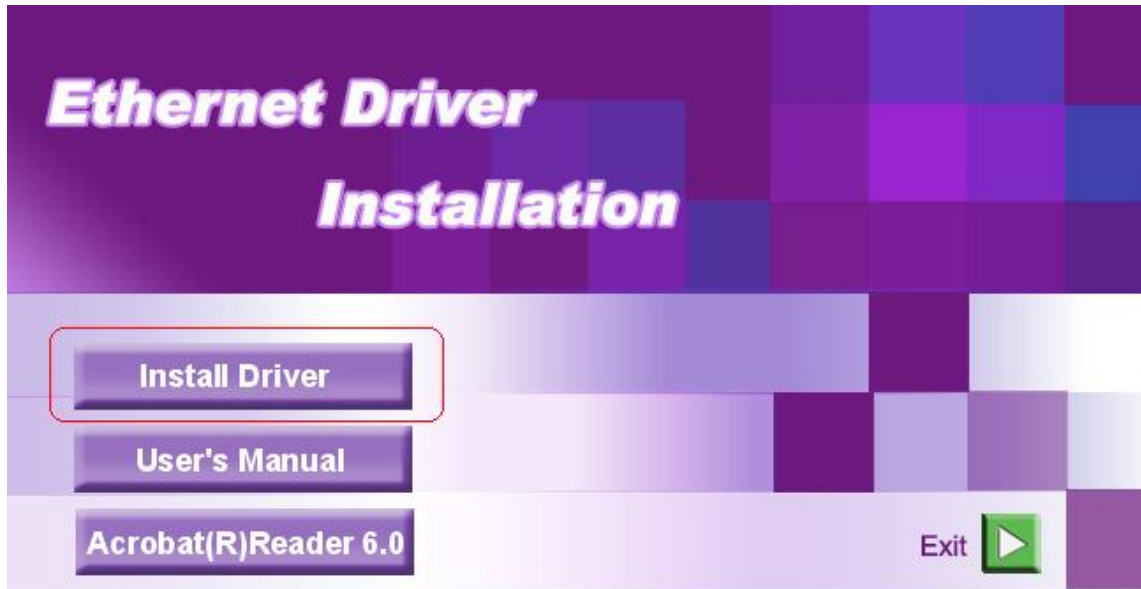 Ethernet Driver
Installation
Install Driver
User's Manual
Acrobat(R)Reader 6.0
Exit